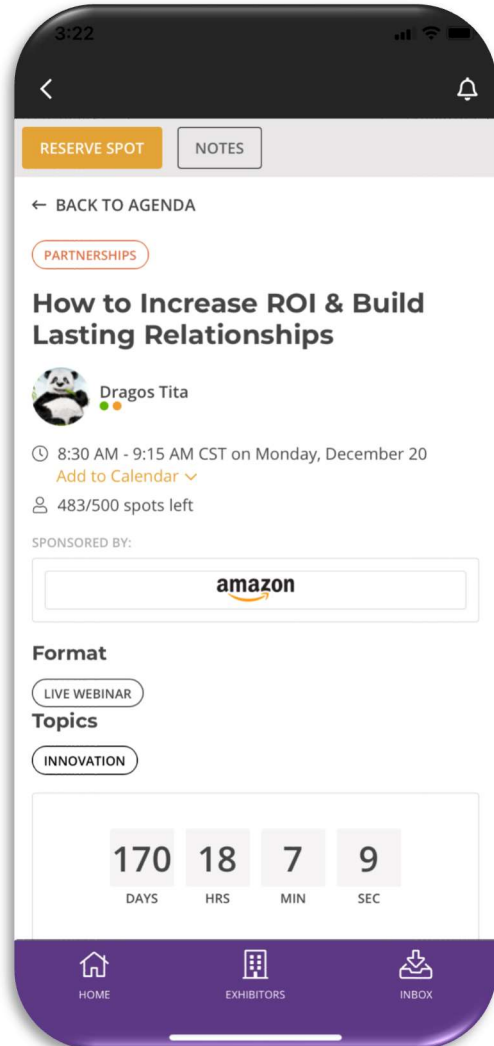 3:22
RESERVE SPOT NOTES
← BACK TO AGENDA
PARTNERSHIPS
How to Increase ROI & Build
Lasting Relationships
Dragos Tita
8:30 AM - 9:15 AM CST on Monday, December 20
Add to Calendar
483/500 spots left
SPONSORED BY:
amazon
Format
LIVE WEBINAR
Topics
INNOVATION
170 18 7 9
DAYS HRS MIN SEC
HOME EXHIBITORS INBOX